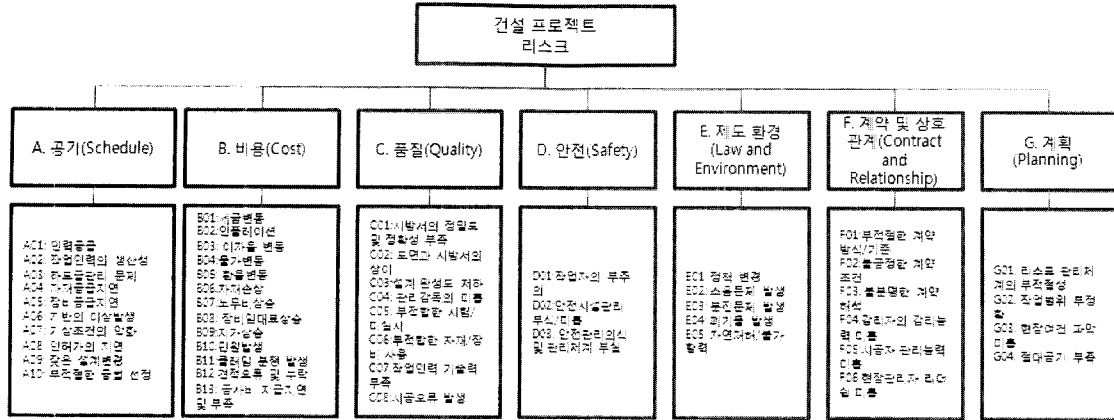 건설 프로젝트
리스크
A. 공기(Schedule)
B. 비용(Cost)
C. 품질(Quality)
D. 안전(Safety)
E. 제도 환경
(Law and
Environment)
F. 계약 및 상호
관계(Contract
and
Relationship)
G. 계획
(Planning)
A01: 인력공급
A02: 작업인력의 생산성
A03: 하도급관리 문제
A04: 자재공급지연
A05: 장비공급지연
A06: 지반의 이상발생
A07: 기상조건의 악화
A08: 인허가의 지연
A09: 잦은 설계변경
A10: 부적절한 공법 선정
B01: 세금변동
B02: 인플레이션
B03: 이자율 변동
B04: 물가변동
B05: 환율변동
B06: 자재손상
B07: 노무비상승
B08: 장비임대료상승
B09: 지가상승
B10: 민원발생
B11: 클레임 분쟁 발생
B12: 견적오류 및 누락
B13: 공사비 지급지연
및 부족
C01: 시방서의 정밀도
및 정확성 부족
C02: 도면과 시방서의
상이
C03: 설계 완성도 저하
C04: 관리감독의 미흡
C05: 부적합한 시험/
미실시
C06: 부적합한 자재/장
비 사용
C07: 작업인력 기술력
부족
C08: 시공오류 발생
D01: 작업자의 부주
의
D02: 안전시설관리
부식/미흡
D03: 안전관리의식
및 관리체계 부실
E01: 정책 변경
E02: 소음문제 발생
E03: 분진문제 발생
E04: 폐기물 발생
E05: 자연재해/불가
항력
F01: 부적절한 계약
방식/기준
F02: 불공정한 계약
조건
F03: 불분명한 계약
해석
F04: 감리자의 감리능
력 미흡
F05: 시공자 관리능력
미흡
F06: 현장관리자 리더
쉽 미흡
G01: 리스크 관리체
계의 부적절성
G02: 작업범위 부정
확
G03: 현장여건 파악
미흡
G04: 절대공기 부족